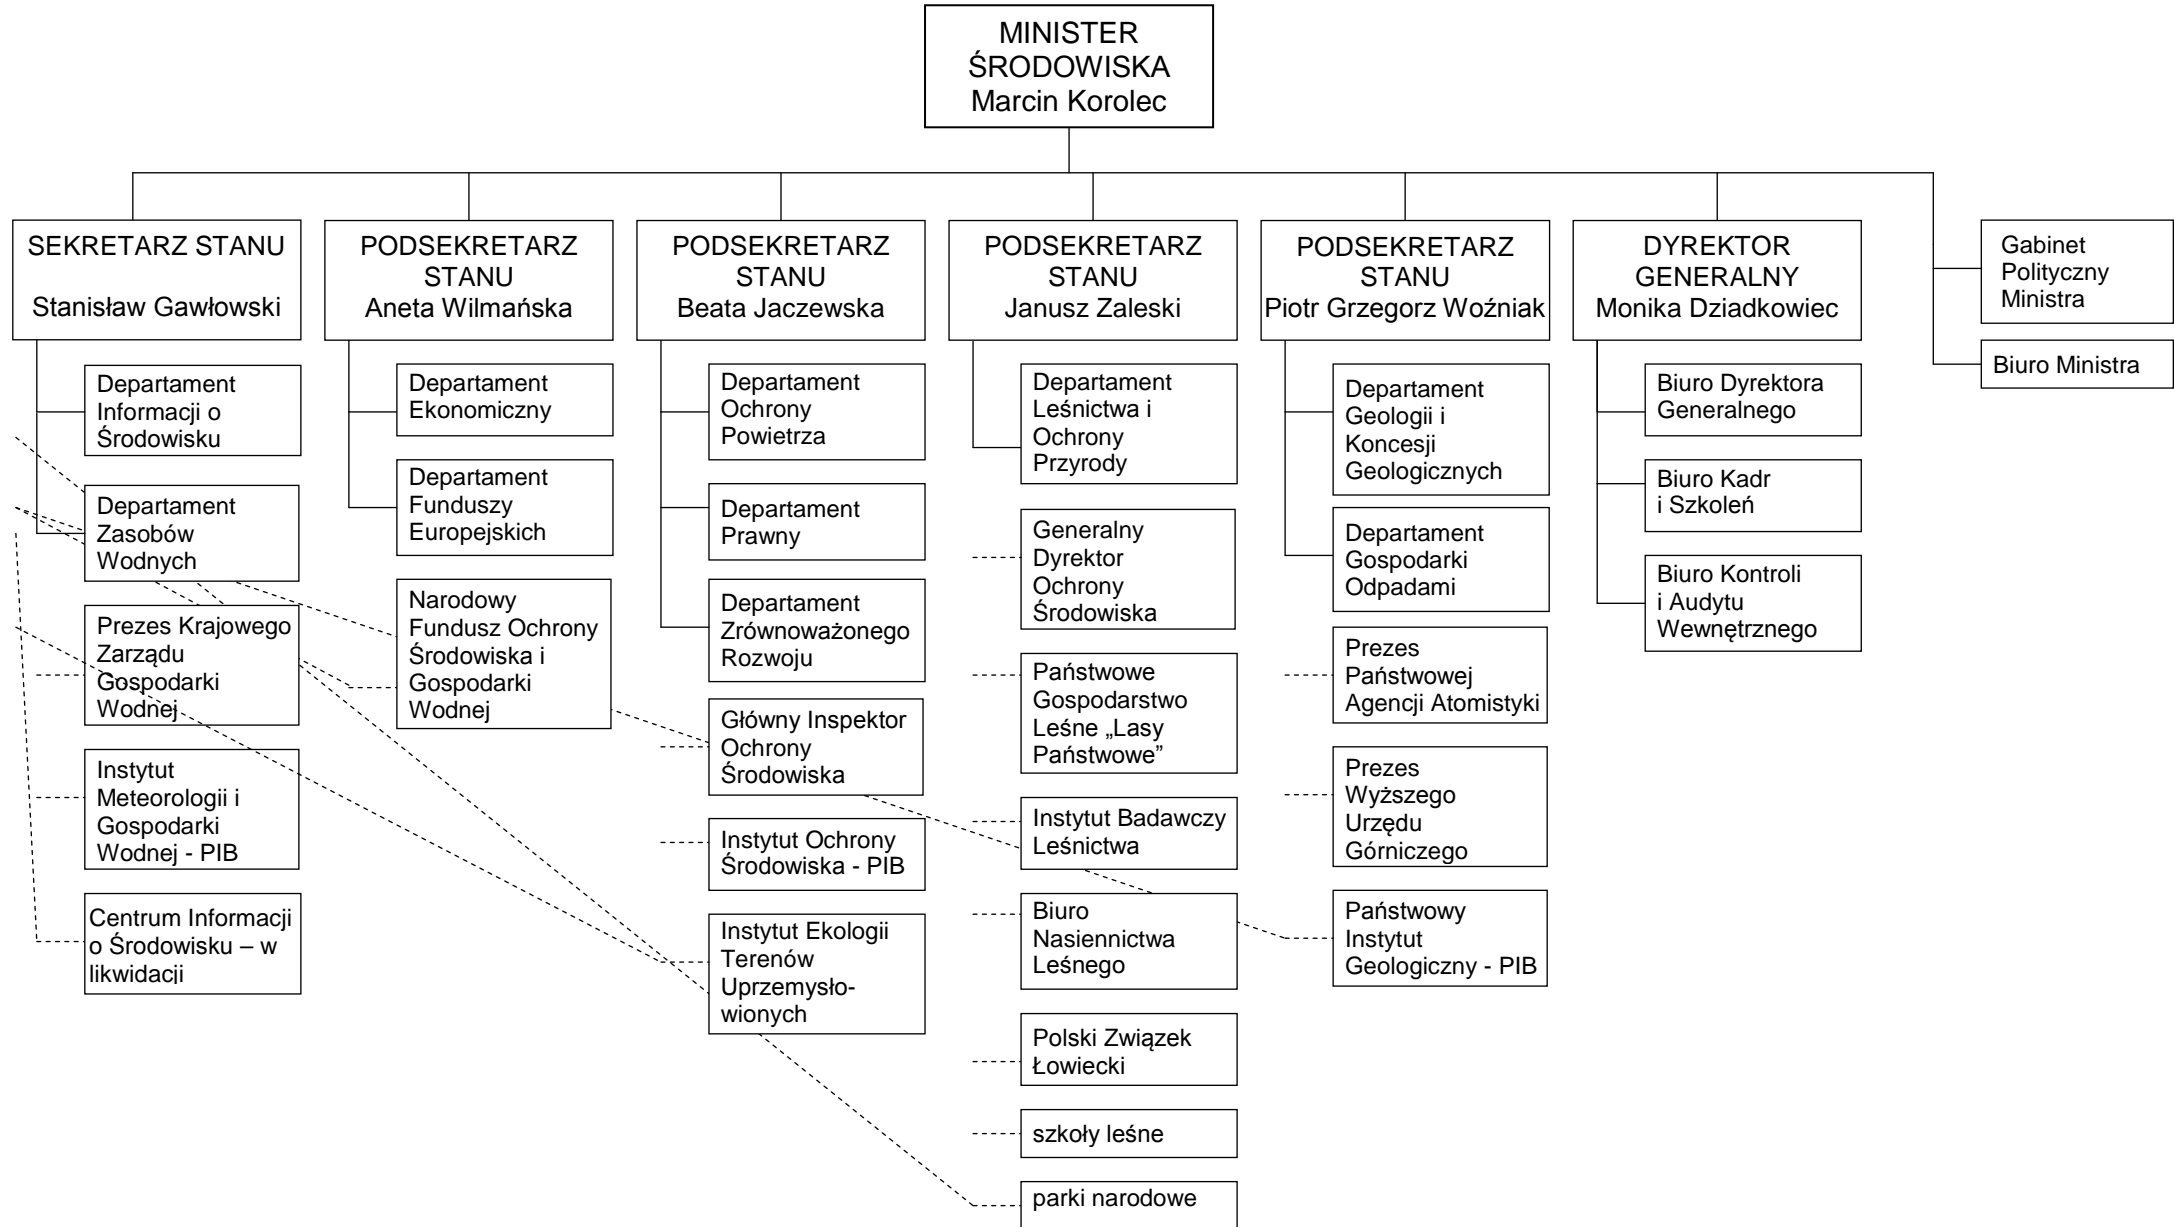 MINISTER
ŚRODOWISKA
Marcin Korolec
SEKRETARZ STANU
Stanisław Gawłowski
Departament
Informacji o
Środowisku
Departament
Zasobów
Wodnych
Prezes Krajowego
Zarządu
Gospodarki
Wodnej
Instytut
Meteorologii i
Gospodarki
Wodnej - PIB
Centrum Informacji
o Środowisku – w
likwidacji
PODSEKRETARZ
STANU
Aneta Wilmańska
Departament
Ekonomiczny
Departament
Funduszy
Europejskich
Narodowy
Fundusz Ochrony
Środowiska i
Gospodarki
Wodnej
PODSEKRETARZ
STANU
Beata Jaczewska
Departament
Ochrony
Powietrza
Departament
Prawny
Departament
Zrównoważonego
Rozwoju
Główny Inspektor
Ochrony
Środowiska
Instytut Ochrony
Środowiska - PIB
Instytut Ekologii
Terenów
Uprzemysło-
wionych
PODSEKRETARZ
STANU
Janusz Zaleski
Departament
Leśnictwa i
Ochrony
Przyrody
Generalny
Dyrektor
Ochrony
Środowiska
Państwowe
Gospodarstwo
Leśne „Lasy
Państwowe”
Instytut Badawczy
Leśnictwa
Biuro
Nasiennictwa
Leśnego
Polski Związek
Łowiecki
szkoły leśne
parki narodowe
PODSEKRETARZ
STANU
Piotr Grzegorz Woźniak
Departament
Geologii i
Koncesji
Geologicznych
Departament
Gospodarki
Odpadami
Prezes
Państwowej
Agencji Atomistyki
Prezes
Wyższego
Urzędu
Górniczego
Państwowy
Instytut
Geologiczny - PIB
DYREKTOR
GENERALNY
Monika Dziadkowiec
Biuro Dyrektora
Generalnego
Biuro Kadr
i Szkoleń
Biuro Kontroli
i Audytu
Wewnętrznego
Gabinet
Polityczny
Ministra
Biuro Ministra